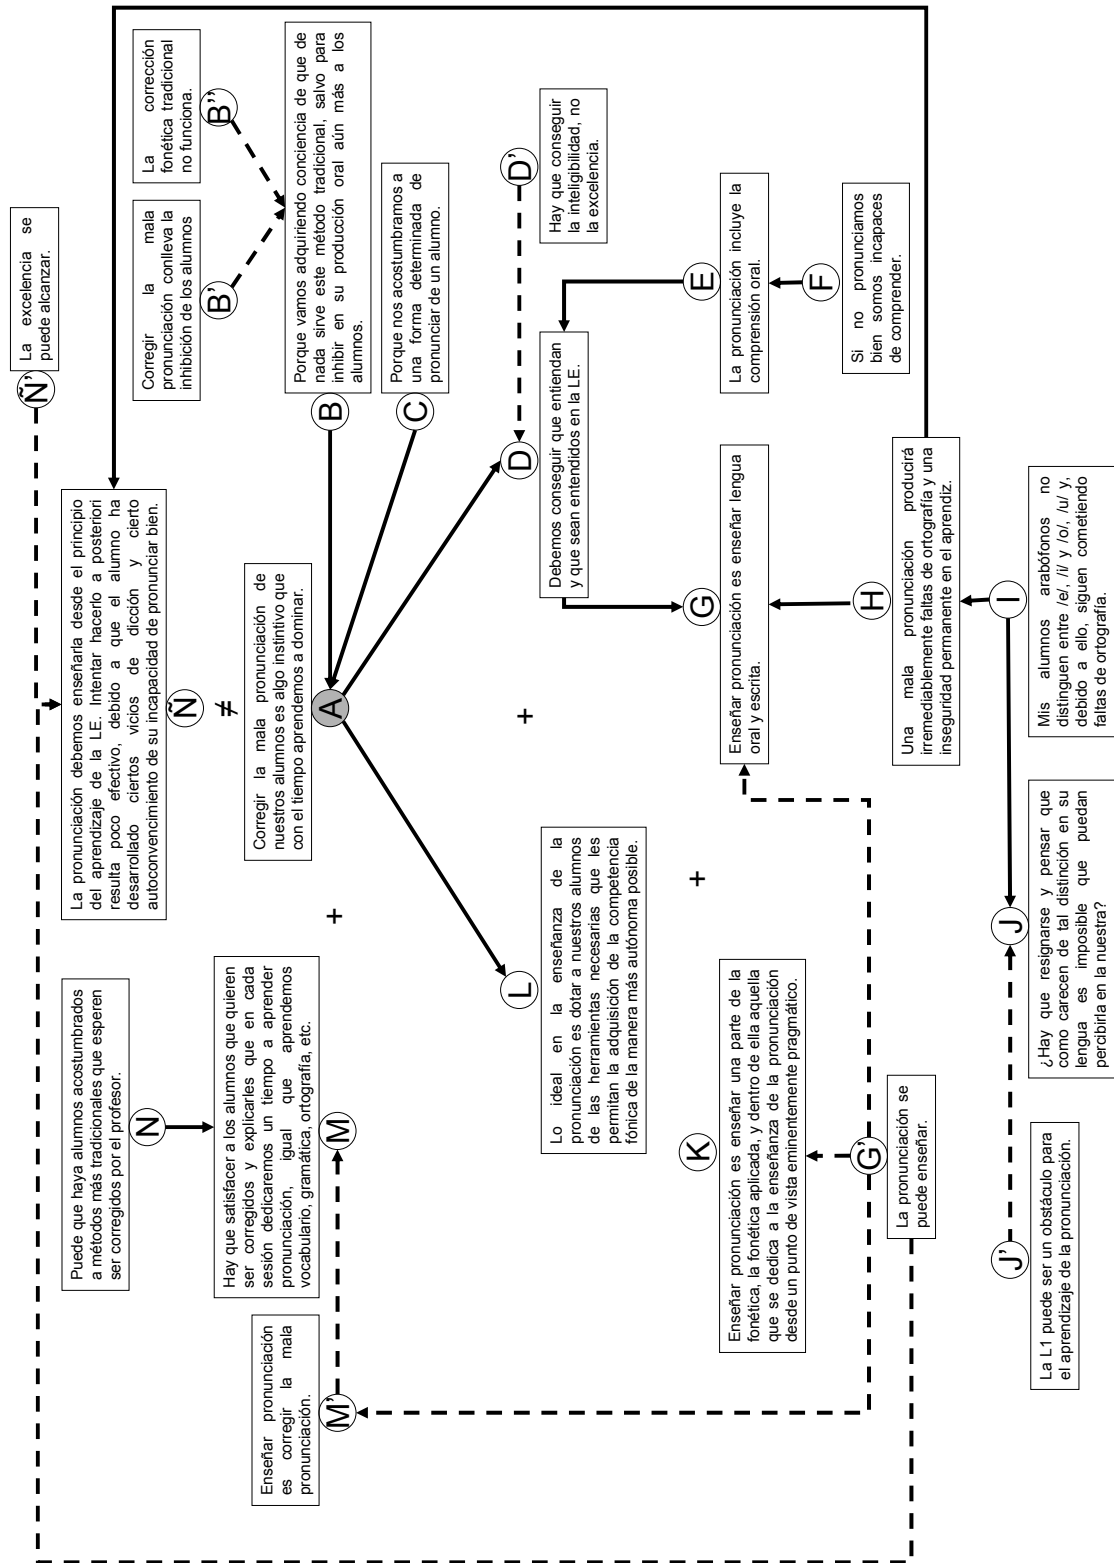 La excelencia se
puede alcanzar.
Ñ'
Puede que haya alumnos acostumbrados
a métodos más tradicionales que esperen
ser corregidos por el profesor.
N
La pronunciación debemos enseñarla desde el principio
del aprendizaje de la LE. Intentar hacerlo a posteriori
resulta poco efectivo, debido a que el alumno ha
desarrollado ciertos vicios de dicción y cierto
autoconvencimiento de su incapacidad de pronunciar bien.
Ñ
≠
Corregir la mala
pronunciación conlleva la
inhibición de los alumnos
B'
La corrección
fonética tradicional
no funciona.
B''
Enseñar pronunciación
es corregir la mala
pronunciación.
M'
Hay que satisfacer a los alumnos que quieren
ser corregidos y explicarles que en cada
sesión dedicaremos un tiempo a aprender
pronunciación, igual que aprendemos
vocabulario, gramática, ortografía, etc.
M
+
Corregir la mala pronunciación de
nuestros alumnos es algo instintivo que
con el tiempo aprendemos a dominar.
A
Porque vamos adquiriendo conciencia de que de
nada sirve este método tradicional, salvo para
inhibir en su producción oral aún más a los
alumnos.
B
Porque nos acostumbramos a
una forma determinada de
pronunciar de un alumno.
C
L
Lo ideal en la enseñanza de la
pronunciación es dotar a nuestros alumnos
de las herramientas necesarias que les
permitan la adquisición de la competencia
fónica de la manera más autónoma posible.
+
D
Debemos conseguir que entiendan
y que sean entendidos en la LE.
D'
Hay que conseguir
la inteligibilidad, no
la excelencia.
K
Enseñar pronunciación es enseñar una parte de la
fonética, la fonética aplicada, y dentro de ella aquella
que se dedica a la enseñanza de la pronunciación
desde un punto de vista eminentemente pragmático.
+
G
Enseñar pronunciación es enseñar lengua
oral y escrita.
E
La pronunciación incluye la
comprensión oral.
F
Si no pronunciamos
bien somos incapaces
de comprender.
G'
La pronunciación se
puede enseñar.
H
Una mala pronunciación producirá
irremediablemente faltas de ortografía y una
inseguridad permanente en el aprendiz.
J'
La L1 puede ser un obstáculo para
el aprendizaje de la pronunciación.
J
¿Hay que resignarse y pensar que
como carecen de tal distinción en su
lengua es imposible que puedan
percibirla en la nuestra?
I
Mis alumnos arabófonos no
distinguen entre /e/, /i/ y /o/, /u/ y,
debido a ello, siguen cometiendo
faltas de ortografía.